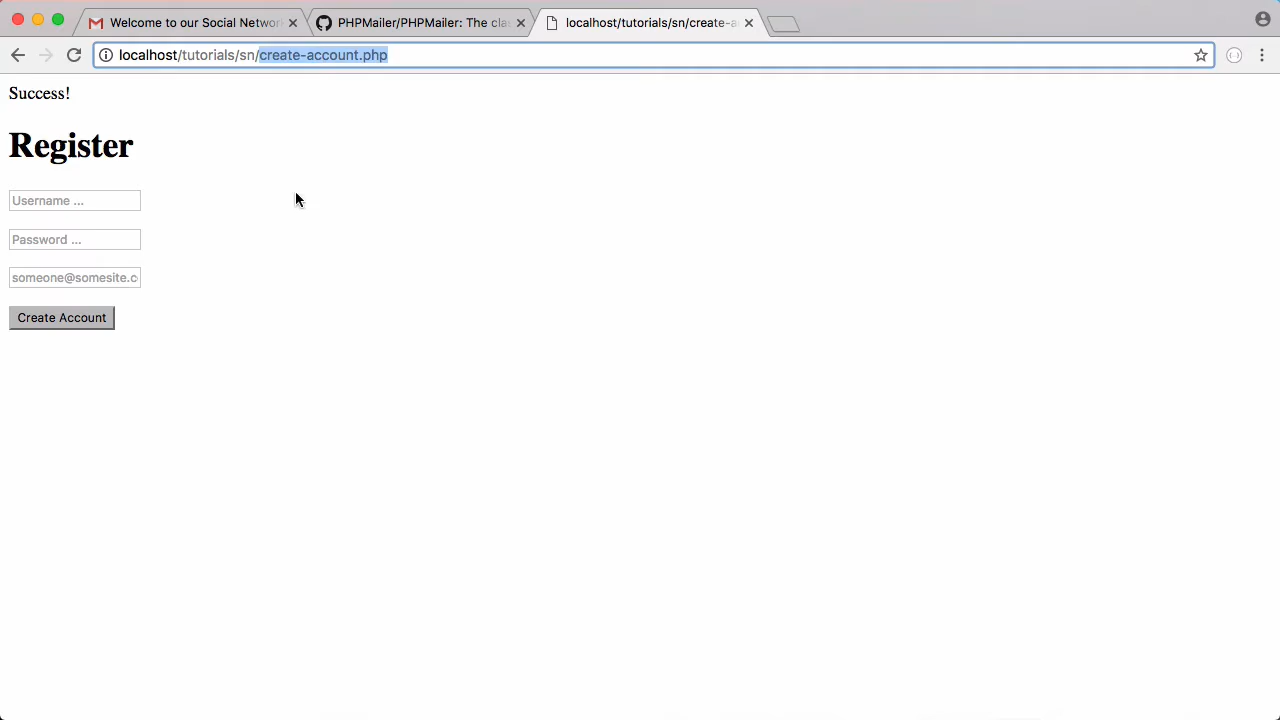 Welcome to our Social Networ
PHPMailer/PHPMailer: The clas
localhost/tutorials/sn/create-a
localhost/tutorials/sn/create-account.php
Success!
Register
Username ...
Password ...
someone@somesite.c
Create Account